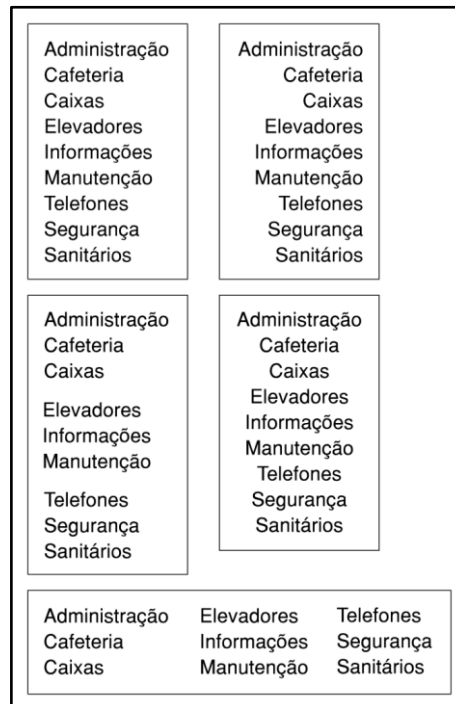 Administração
Cafeteria
Caixas
Elevadores
Informações
Manutenção
Telefones
Segurança
Sanitários
Administração
Cafeteria
Caixas
Elevadores
Informações
Manutenção
Telefones
Segurança
Sanitários
Administração
Cafeteria
Caixas
Elevadores
Informações
Manutenção
Telefones
Segurança
Sanitários
Administração
Cafeteria
Caixas
Elevadores
Informações
Manutenção
Telefones
Segurança
Sanitários
Administração Elevadores Telefones
Cafeteria Informações Segurança
Caixas Manutenção Sanitários